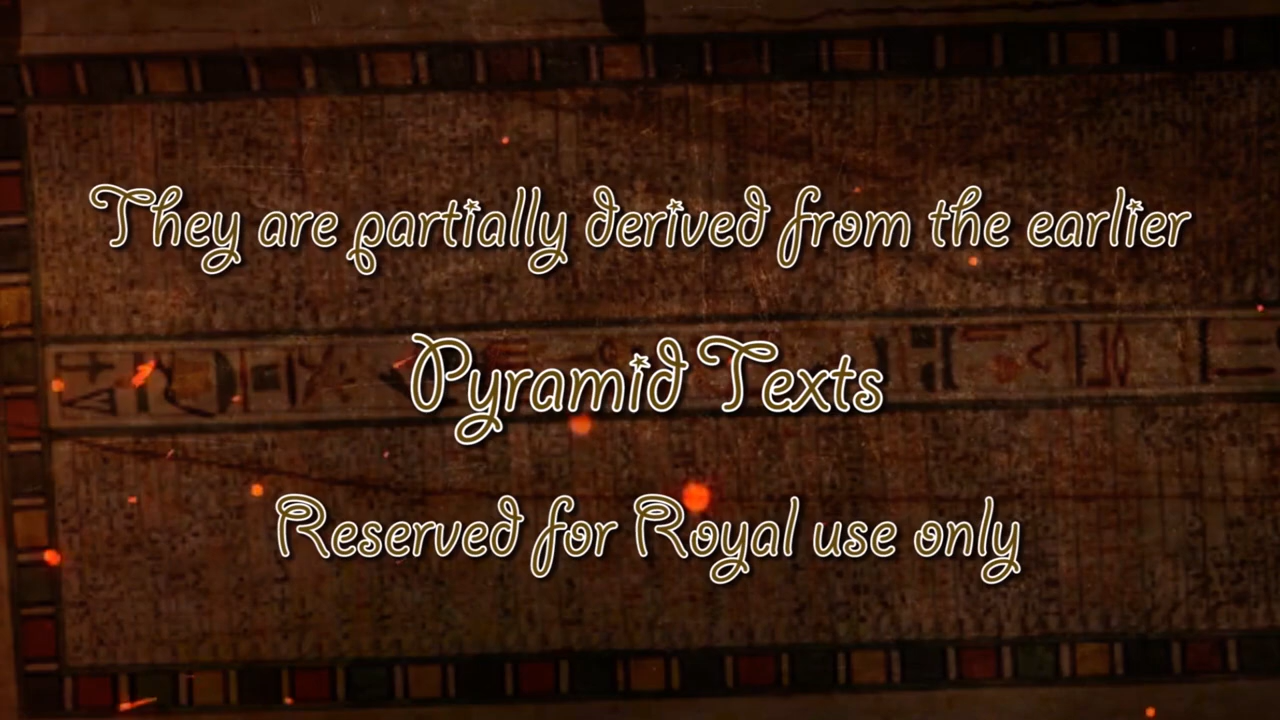 They are partially derived from the earlier
Pyramid Texts
Reserved for Royal use only